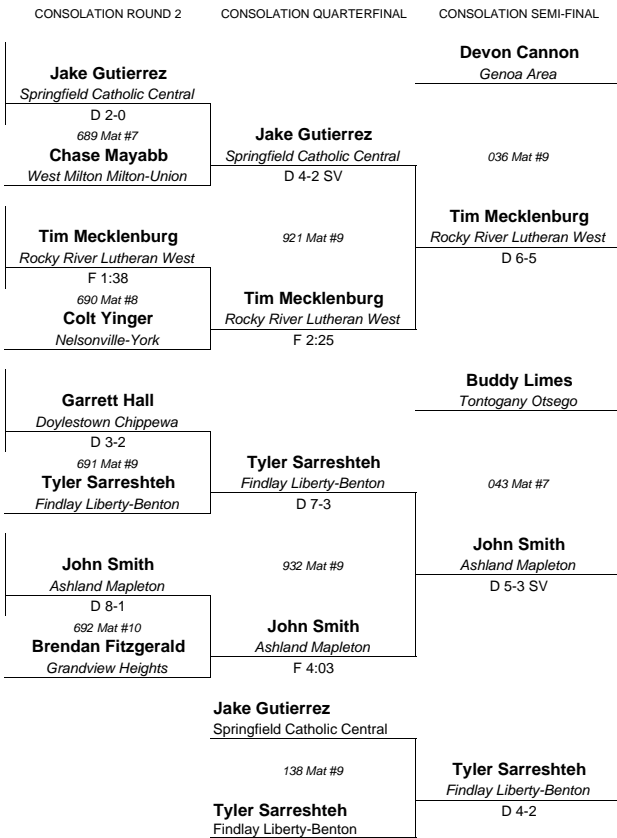 CONSOLATION ROUND 2 CONSOLATION QUARTERFINAL CONSOLATION SEMI-FINAL
Devon Cannon
Genoa Area
Jake Gutierrez
Springfield Catholic Central
D 2-0
689 Mat #7
Chase Mayabb
West Milton Milton-Union
Jake Gutierrez
Springfield Catholic Central
D 4-2 SV
036 Mat #9
Tim Mecklenburg
Rocky River Lutheran West
F 1:38
690 Mat #8
Colt Yinger
Nelsonville-York
921 Mat #9
Tim Mecklenburg
Rocky River Lutheran West
F 2:25
Tim Mecklenburg
Rocky River Lutheran West
D 6-5
Buddy Limes
Tontogany Otsego
Garrett Hall
Doylestown Chippewa
D 3-2
691 Mat #9
Tyler Sarreshteh
Findlay Liberty-Benton
Tyler Sarreshteh
Findlay Liberty-Benton
D 7-3
043 Mat #7
John Smith
Ashland Mapleton
D 8-1
692 Mat #10
Brendan Fitzgerald
Grandview Heights
932 Mat #9
John Smith
Ashland Mapleton
F 4:03
John Smith
Ashland Mapleton
D 5-3 SV
Jake Gutierrez
Springfield Catholic Central
138 Mat #9
Tyler Sarreshteh
Findlay Liberty-Benton
Tyler Sarreshteh
Findlay Liberty-Benton
D 4-2